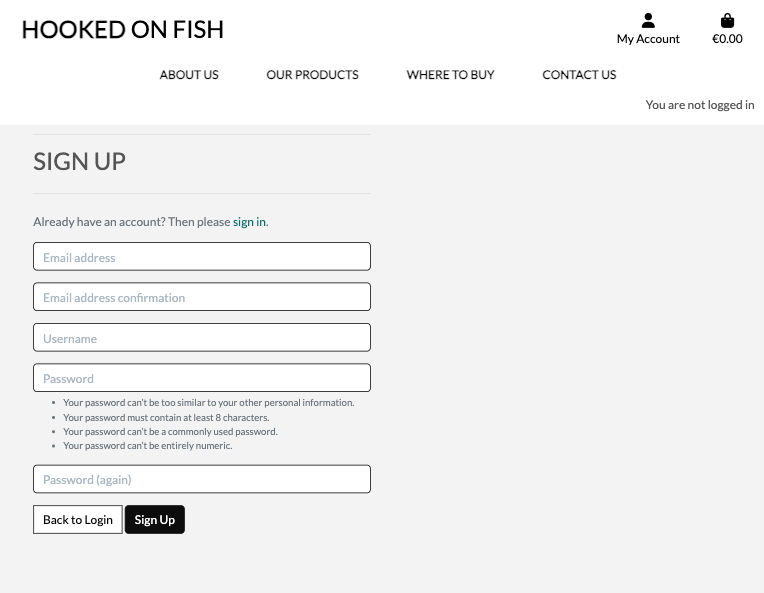 HOOKED ON FISH
My Account
€0.00
ABOUT US
OUR PRODUCTS
WHERE TO BUY
CONTACT US
You are not logged in
SIGN UP
Already have an account? Then please sign in.
Email address
Email address confirmation
Username
Password
• Your password can't be too similar to your other personal information.
• Your password must contain at least 8 characters.
• Your password can't be a commonly used password.
• Your password can't be entirely numeric.
Password (again)
Back to Login
Sign Up